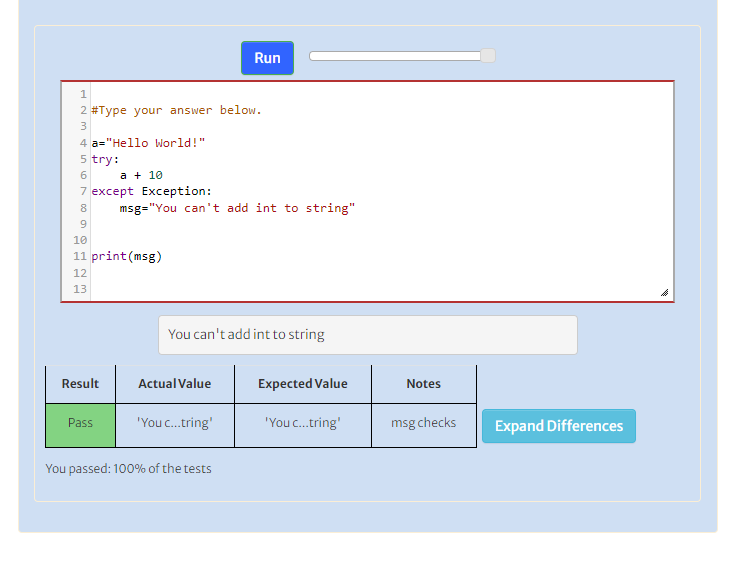 Run
1
2 #Type your answer below.
3
4 a="Hello World!"
5 try:
6     a + 10
7 except Exception:
8     msg="You can't add int to string"
9
10
11 print(msg)
12
13
You can't add int to string
Result Actual Value Expected Value Notes
Pass 'You c...tring' 'You c...tring' msg checks
Expand Differences
You passed: 100% of the tests